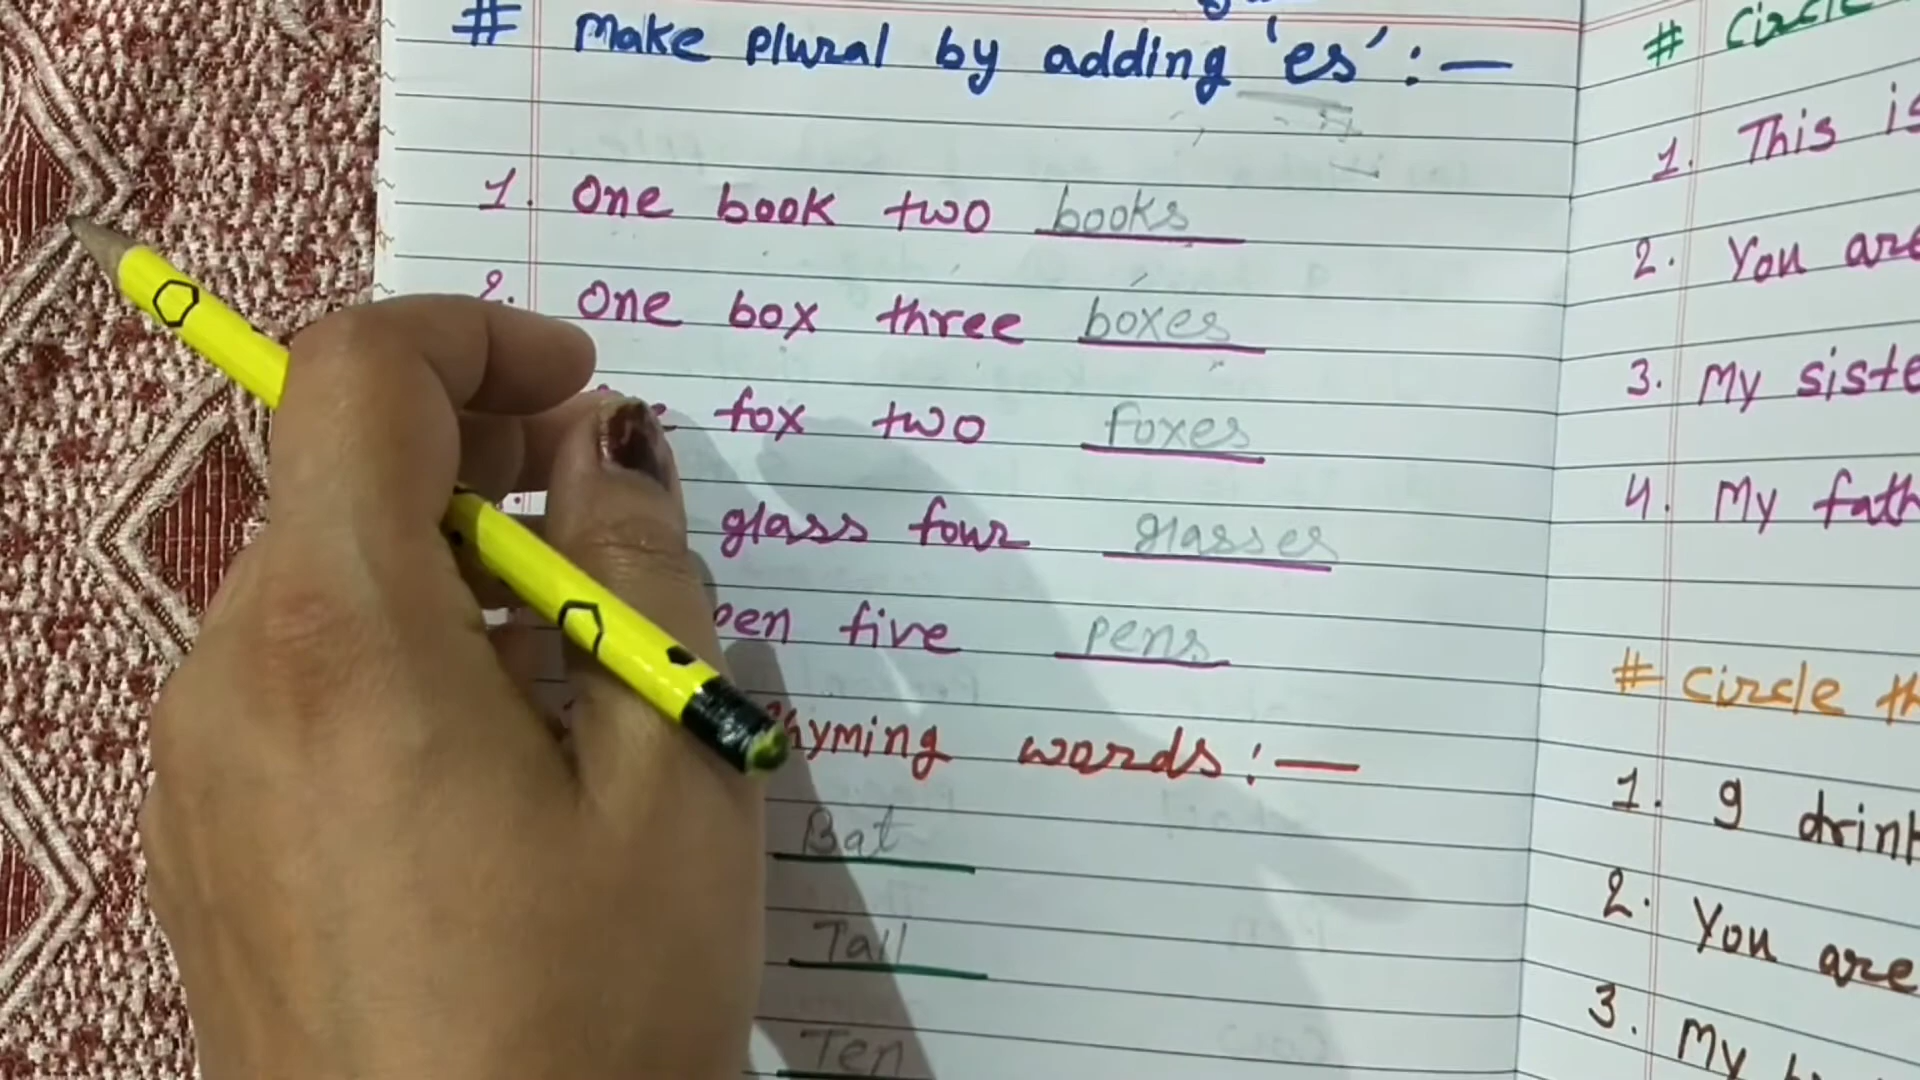 # Make plural by adding 'es' :—
1. One book two books
2. One box three boxes
fox two foxes
glass four glasses
pen five pens
hyming words :—
Bat
Tall
Ten
# Circle
1. This is
2. You are
3. My siste
4. My fath
# Circle th
1. I drink
2. You are
3. My